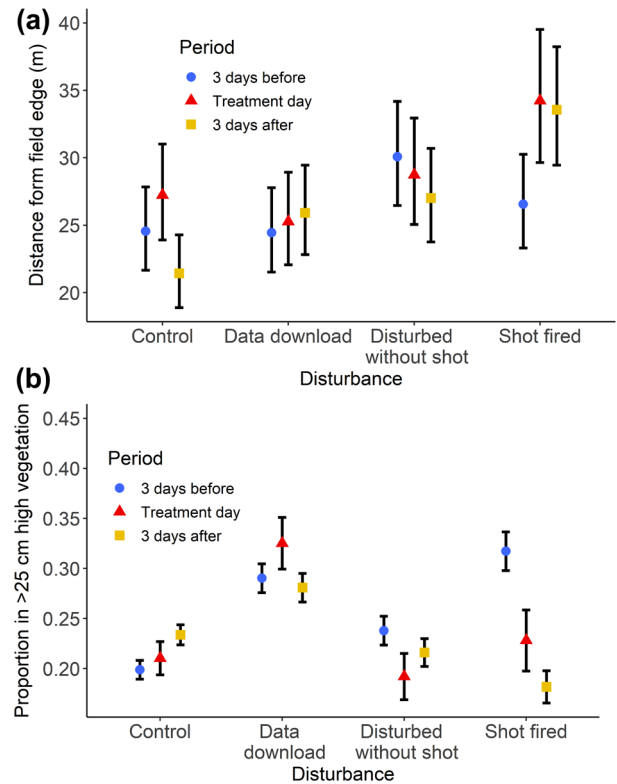 (a)
Distance form field edge (m)
40
35
30
25
20
Period
3 days before
Treatment day
3 days after
Control
Data download
Disturbed
without shot
Shot fired
Disturbance
(b)
Proportion in >25 cm high vegetation
0.45
0.40
0.35
0.30
0.25
0.20
Period
3 days before
Treatment day
3 days after
Control
Data
download
Disturbed
without shot
Shot fired
Disturbance